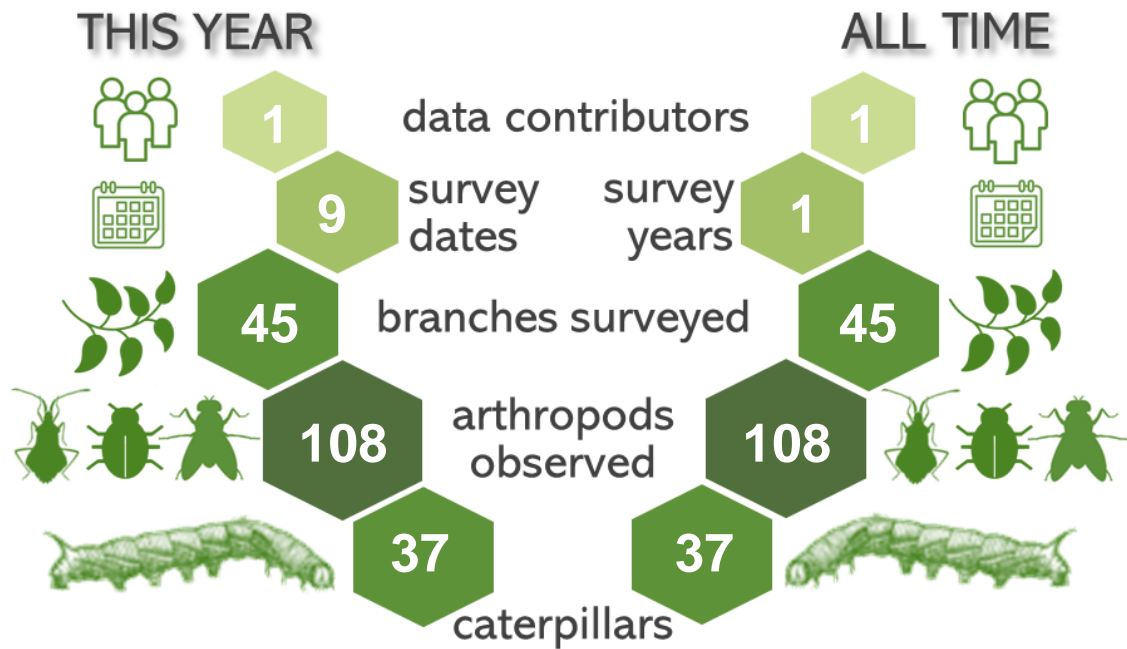 THIS YEAR ALL TIME
1 data contributors 1
9 survey dates survey years 1
45 branches surveyed 45
108 arthropods observed 108
37 37
caterpillars